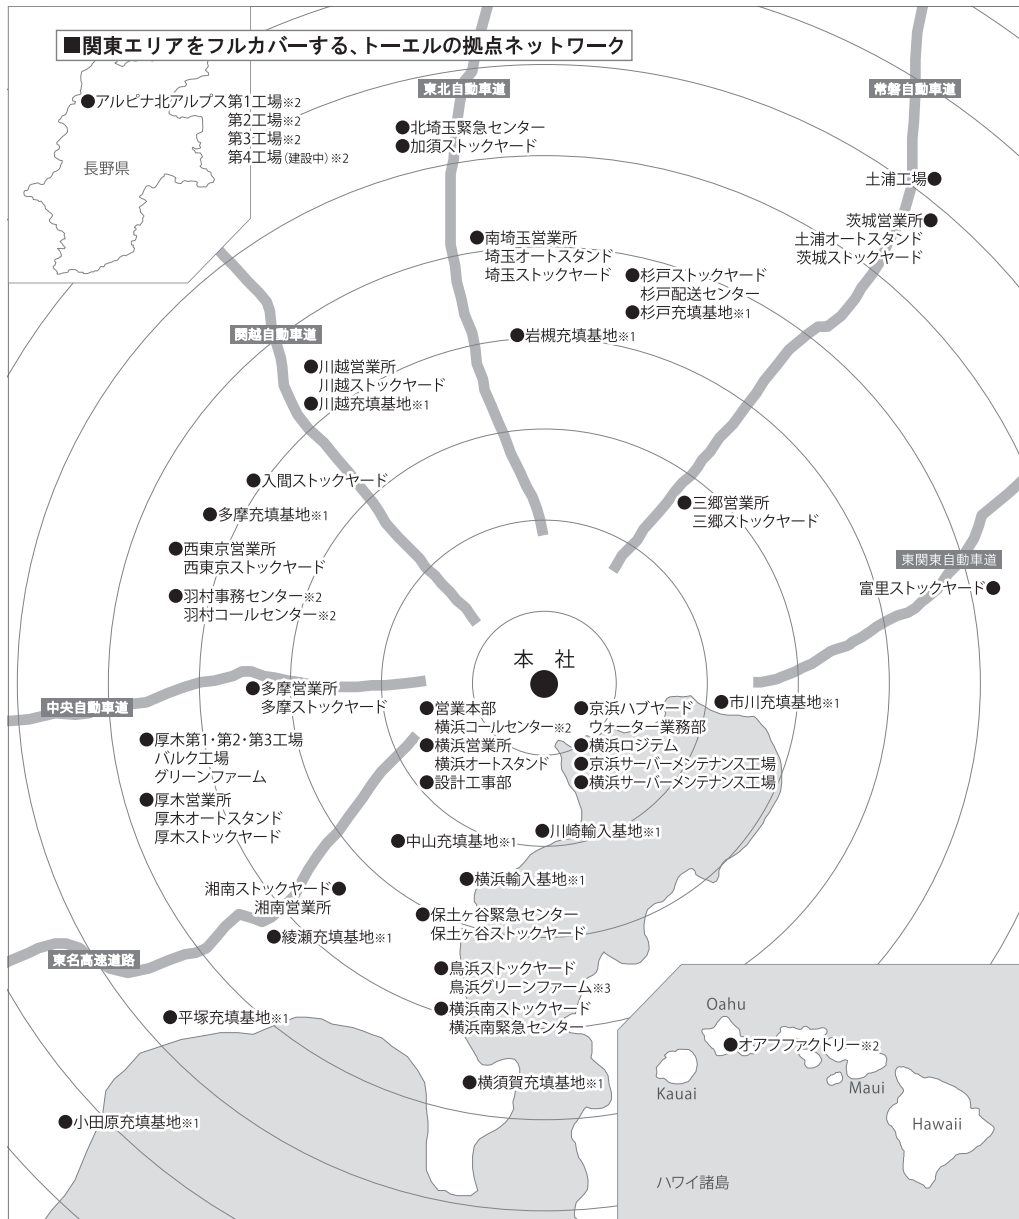 ■関東エリアをフルカバーする、トーエルの拠点ネットワーク
東北自動車道
常磐自動車道
●アルピナ北アルプス第1工場※2
第2工場※2
第3工場※2
第4工場(建設中)※2
長野県
●北埼玉緊急センター
●加須ストックヤード
土浦工場●
茨城営業所●
土浦オートスタンド
茨城ストックヤード
●南埼玉営業所
埼玉オートスタンド
埼玉ストックヤード
●杉戸ストックヤード
杉戸配送センター
●杉戸充填基地※1
関越自動車道
●岩槻充填基地※1
●川越営業所
川越ストックヤード
●川越充填基地※1
●入間ストックヤード
●多摩充填基地※1
●三郷営業所
三郷ストックヤード
●西東京営業所
西東京ストックヤード
東関東自動車道
富里ストックヤード●
●羽村事務センター※2
羽村コールセンター※2
本 社
●多摩営業所
多摩ストックヤード
中央自動車道
●営業本部
横浜コールセンター※2
●横浜営業所
横浜オートスタンド
●設計工事部
●京浜ハブヤード
ウォーター業務部
●横浜ロジテム
●京浜サーバーメンテナンス工場
●横浜サーバーメンテナンス工場
●市川充填基地※1
●厚木第1・第2・第3工場
バルク工場
グリーンファーム
●厚木営業所
厚木オートスタンド
厚木ストックヤード
●中山充填基地※1
●川崎輸入基地※1
●横浜輸入基地※1
湘南ストックヤード●
湘南営業所
●保土ヶ谷緊急センター
保土ヶ谷ストックヤード
●綾瀬充填基地※1
東名高速道路
●鳥浜ストックヤード
鳥浜グリーンファーム※3
●横浜南ストックヤード
横浜南緊急センター
●平塚充填基地※1
●横須賀充填基地※1
●小田原充填基地※1
Oahu
●オアフファクトリー※2
Kauai
Maui
Hawaii
ハワイ諸島